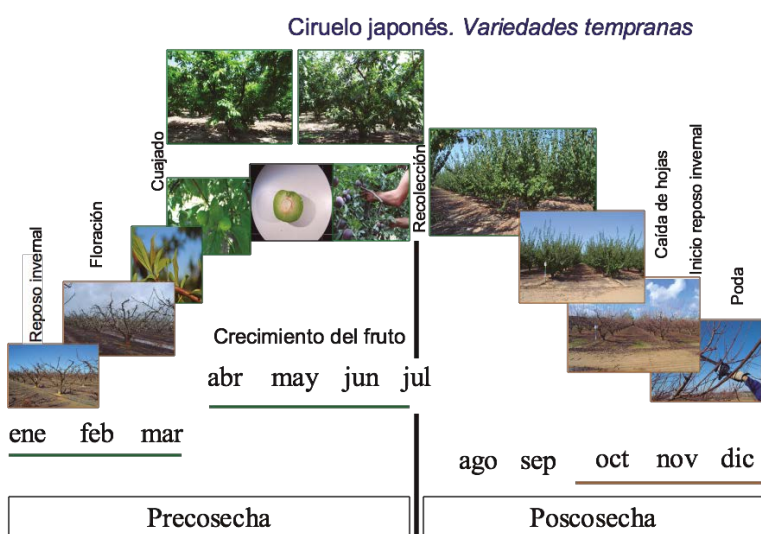 Ciruelo japonés. Variedades tempranas
Reposo invernal
Floración
Cuajado
Recolección
Caída de hojas
Inicio reposo invernal
Poda
Crecimiento del fruto
abr may jun jul
ene feb mar
ago sep oct nov dic
Precosecha
Poscosecha